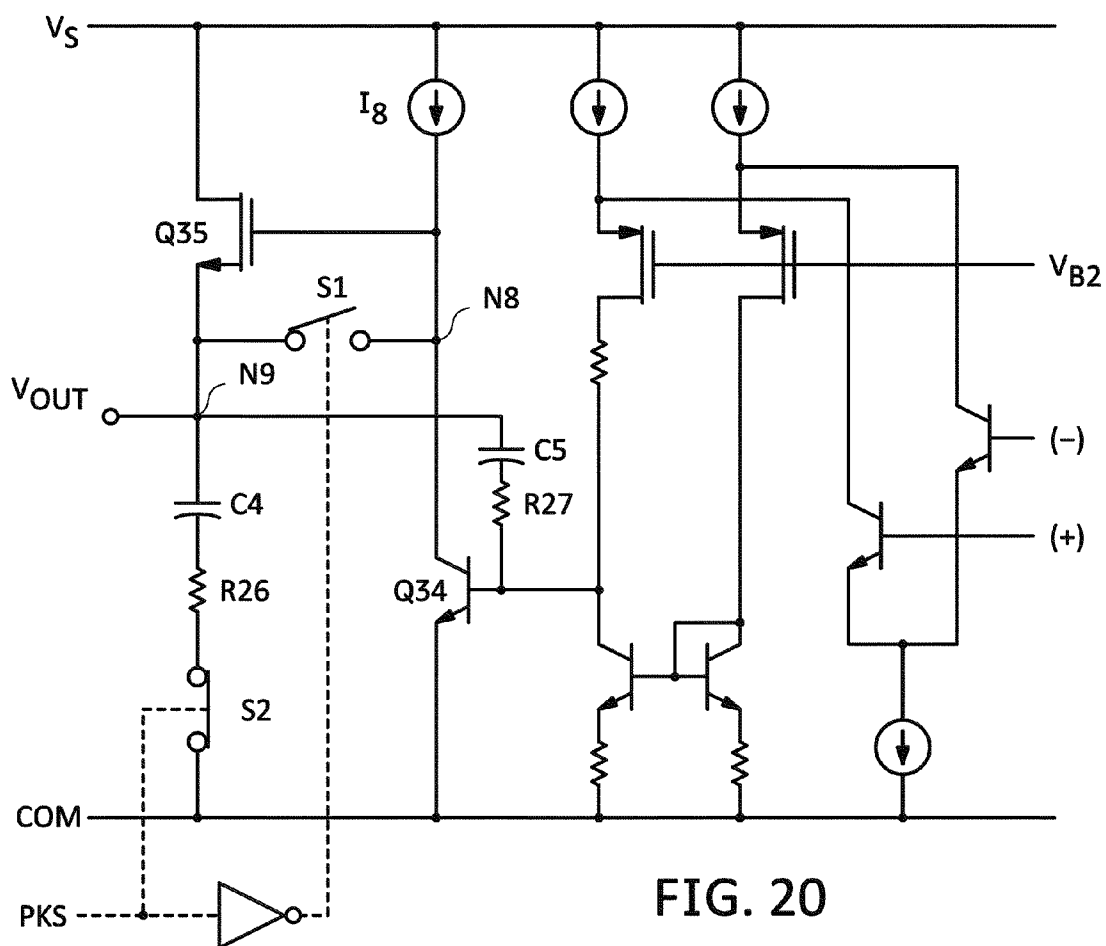 VS
I8
Q35
S1
N8
VB2
N9
VOUT
C5
(–)
C4
R27
(+)
R26
Q34
S2
COM
PKS
FIG. 20